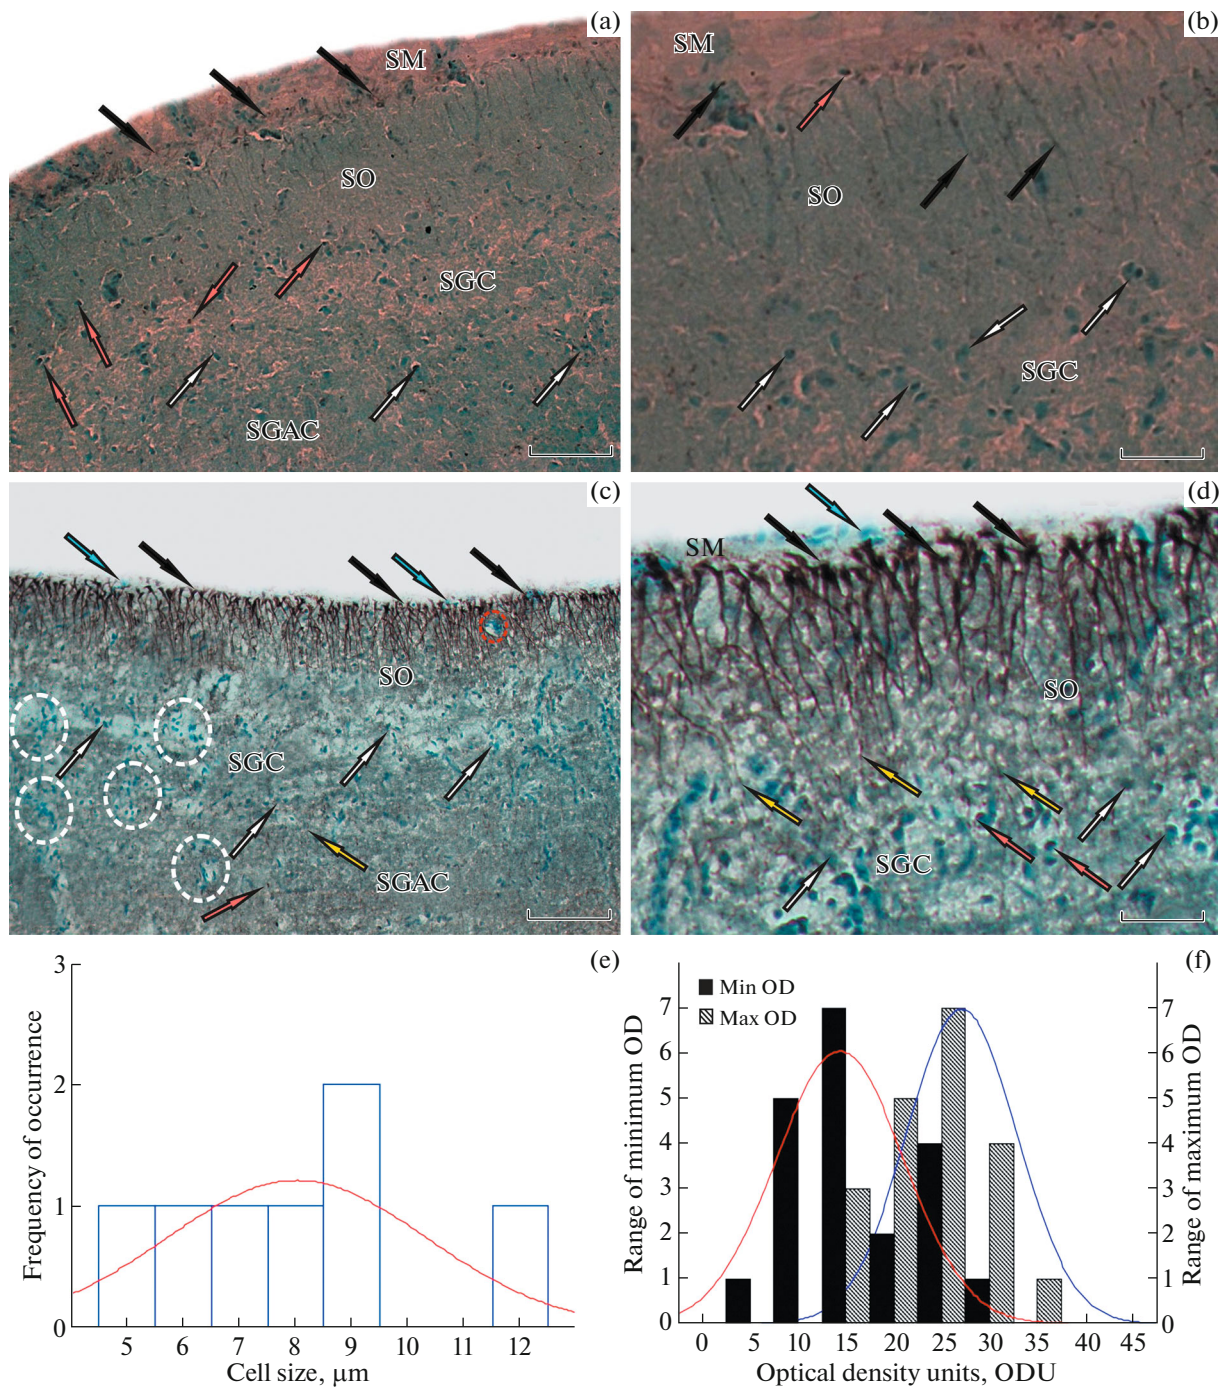 (a)
SM
SO
SGC
SGAC
(b)
SM
SO
SGC
(c)
SO
SGC
SGAC
(d)
SM
SO
SGC
(e)
3
2
1
0
Frequency of occurrence
5 6 7 8 9 10 11 12
Cell size, μm
(f)
Min OD
Max OD
7
6
5
4
3
2
1
0
Range of minimum OD
7
6
5
4
3
2
1
0
Range of maximum OD
0 5 10 15 20 25 30 35 40 45
Optical density units, ODU